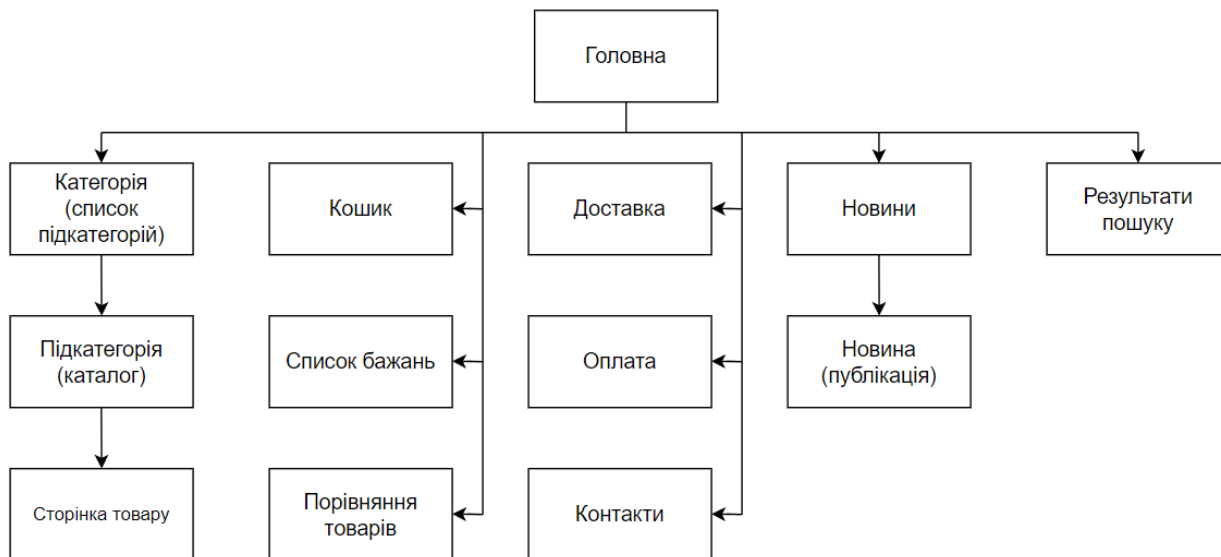 Головна
Категорія
(список
підкатегорій)
Кошик
Доставка
Новини
Результати
пошуку
Підкатегорія
(каталог)
Список бажань
Оплата
Новина
(публікація)
Сторінка товару
Порівняння
товарів
Контакти